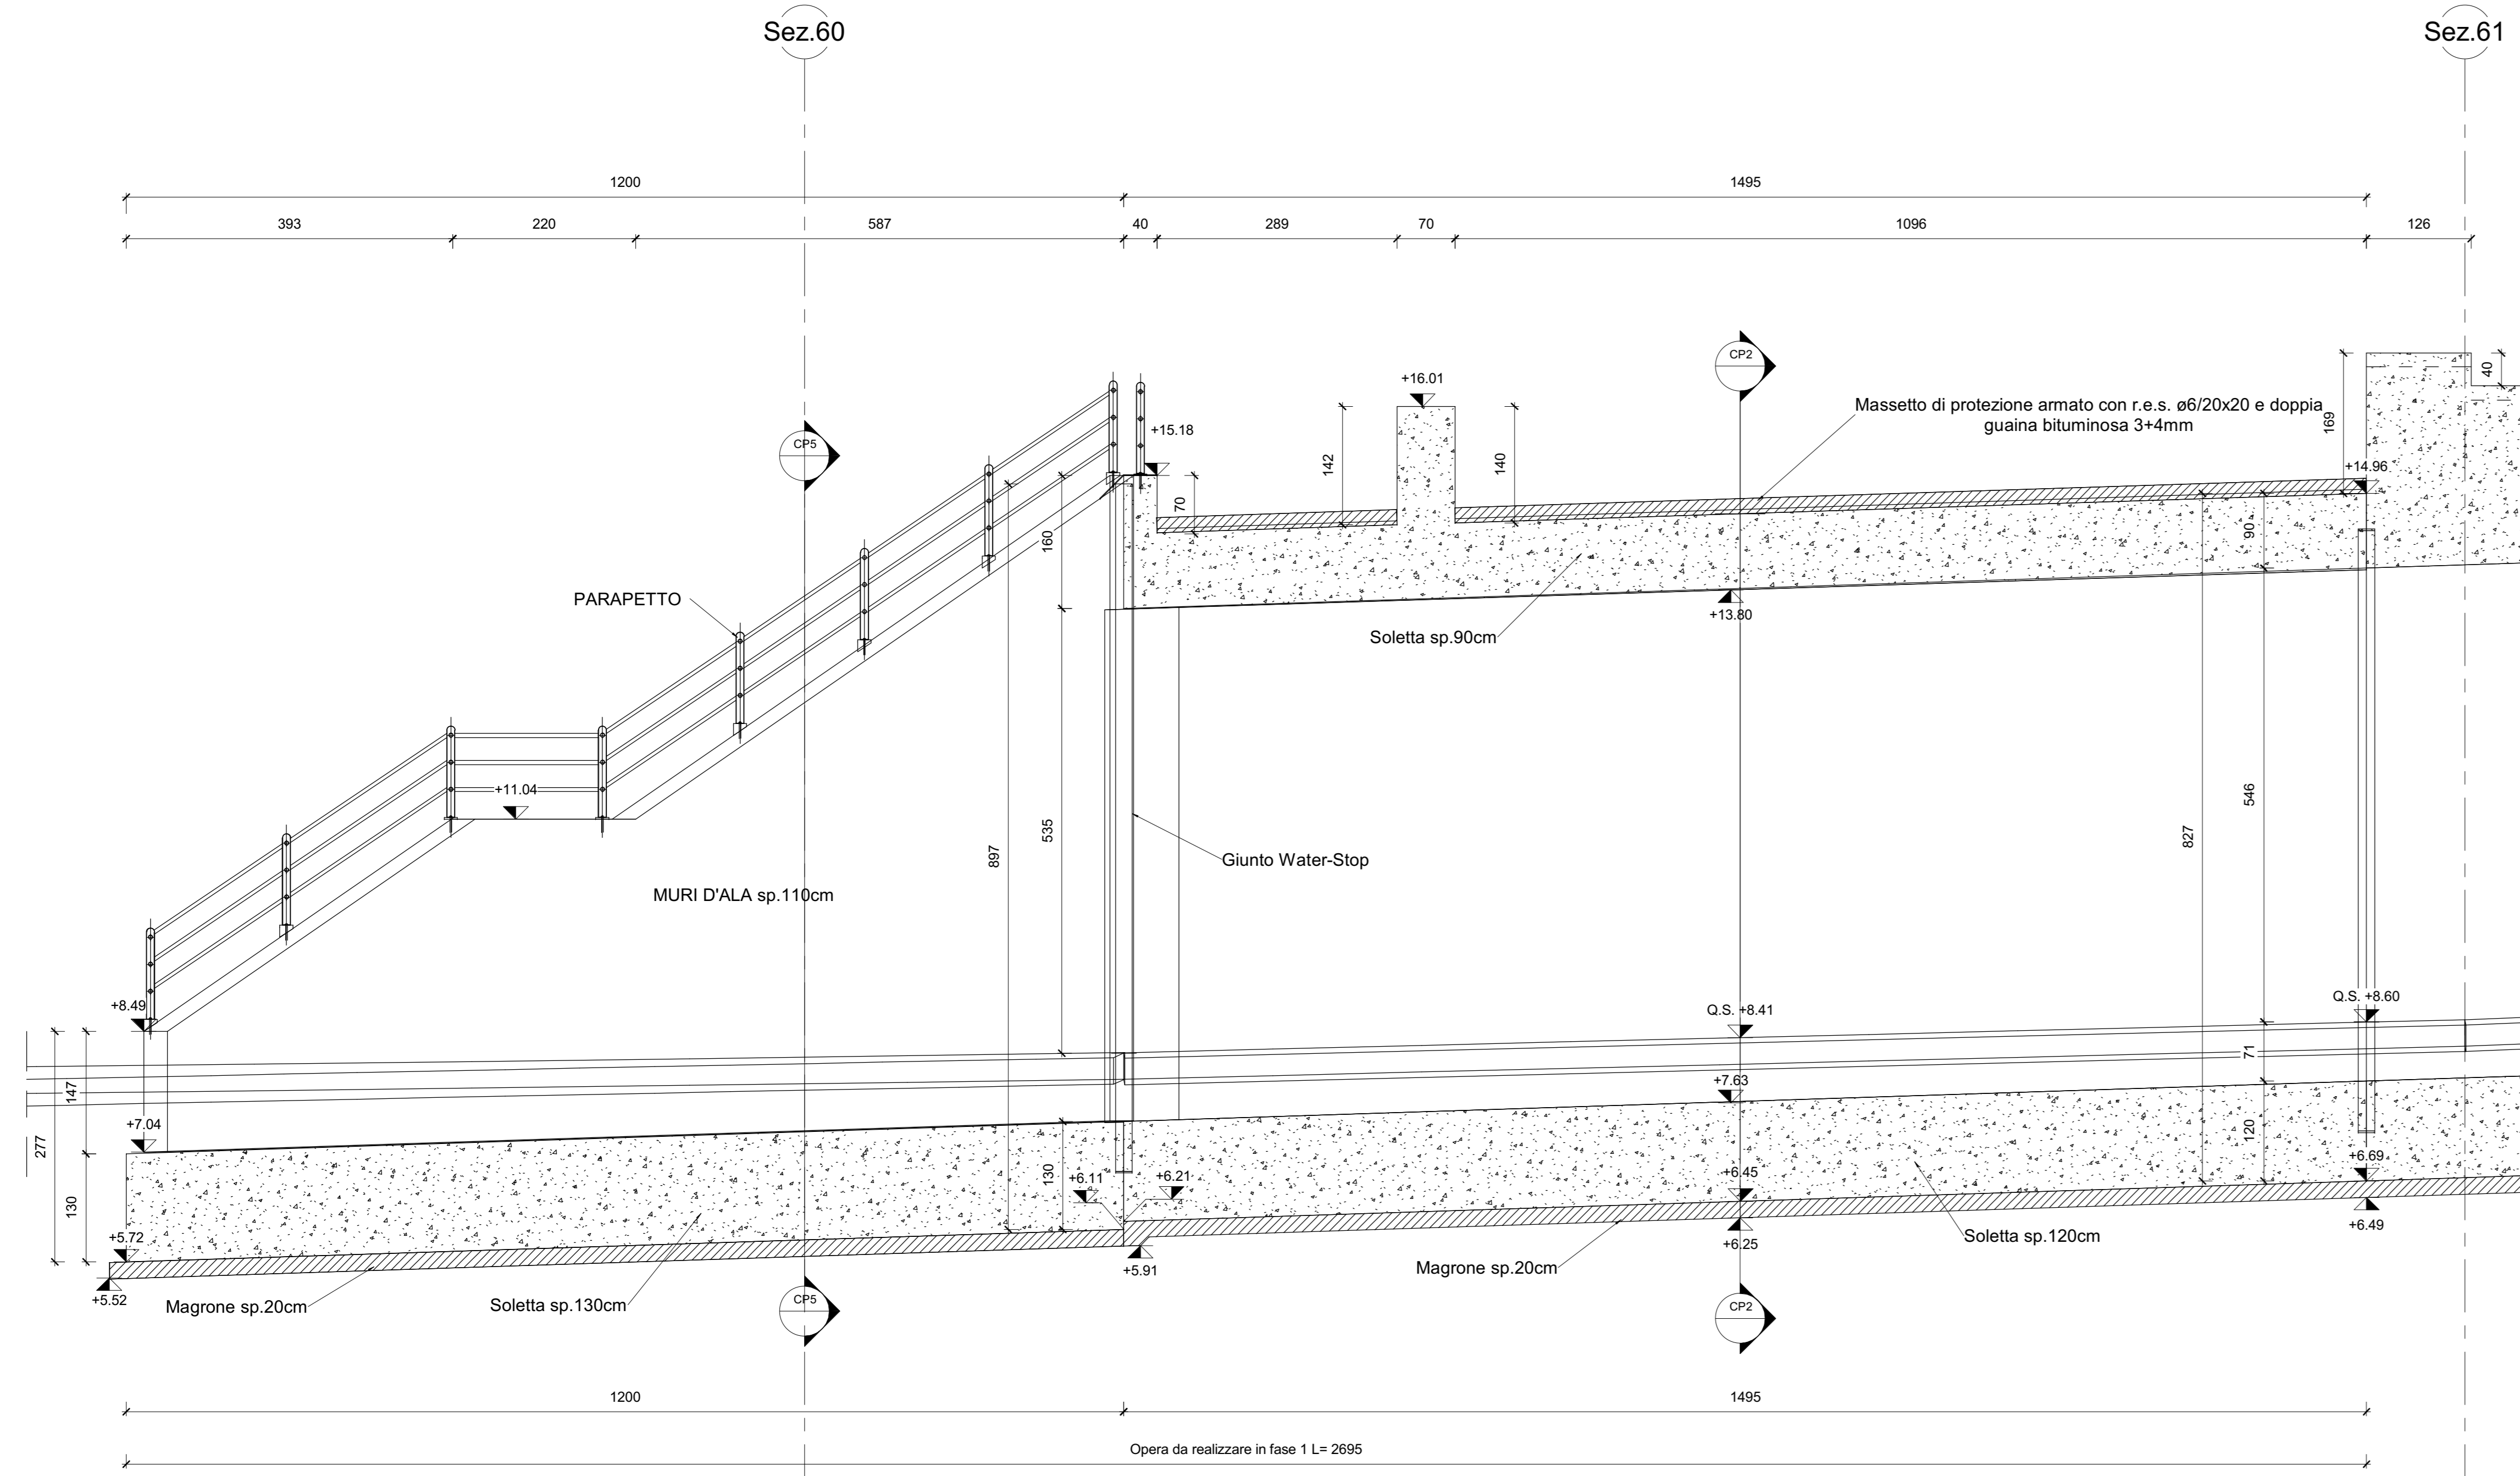 Sez.60
Sez.61
1200
1495
393
220
587
40
289
70
1096
126
CP2
+16.01
Massetto di protezione armato con r.e.s. ø6/20x20 e doppia
guaina bituminosa 3+4mm
40
169
CP5
+15.18
142
140
+14.96
70
160
90
PARAPETTO
+13.80
Soletta sp.90cm
+11.04
535
546
827
897
Giunto Water-Stop
MURI D'ALA sp.110cm
+8.49
Q.S. +8.60
Q.S. +8.41
71
147
+7.63
+7.04
277
120
130
+6.69
+6.45
+6.11
+6.21
130
+6.49
+5.72
Soletta sp.120cm
+6.25
Magrone sp.20cm
+5.91
+5.52
Magrone sp.20cm
Soletta sp.130cm
CP5
CP2
1200
1495
Opera da realizzare in fase 1 L= 2695